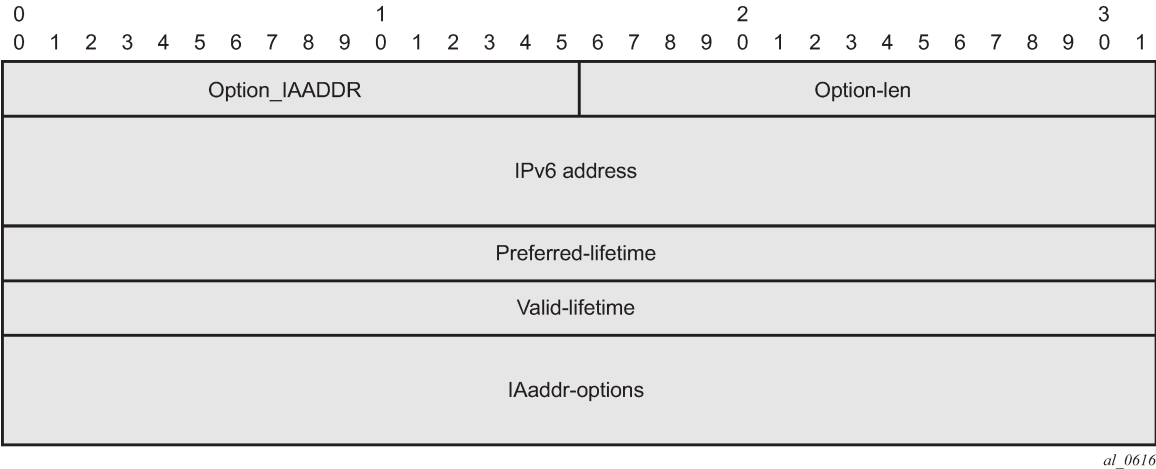 0 1 2 3
0 1 2 3 4 5 6 7 8 9 0 1 2 3 4 5 6 7 8 9 0 1 2 3 4 5 6 7 8 9 0 1
Option_IAADDR Option-len
IPv6 address
Preferred-lifetime
Valid-lifetime
IAaddr-options
al_0616